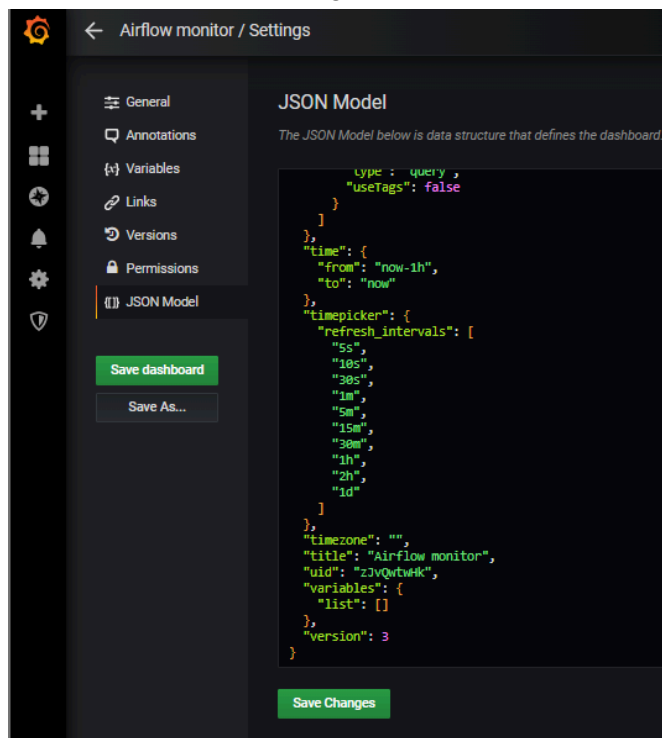 Airflow monitor / Settings
General
Annotations
{x} Variables
Links
Versions
Permissions
JSON Model
Save dashboard
Save As...
JSON Model
The JSON Model below is data structure that defines the dashboard.
"type": "query",
"useTags": false
}
]
},
"time": {
"from": "now-1h",
"to": "now"
},
"timepicker": {
"refresh_intervals": [
"5s",
"10s",
"30s",
"1m",
"5m",
"15m",
"30m",
"1h",
"2h",
"1d"
]
},
"timezone": "",
"title": "Airflow monitor",
"uid": "zJvQwtwHk",
"variables": {
"list": []
},
"version": 3
}
Save Changes